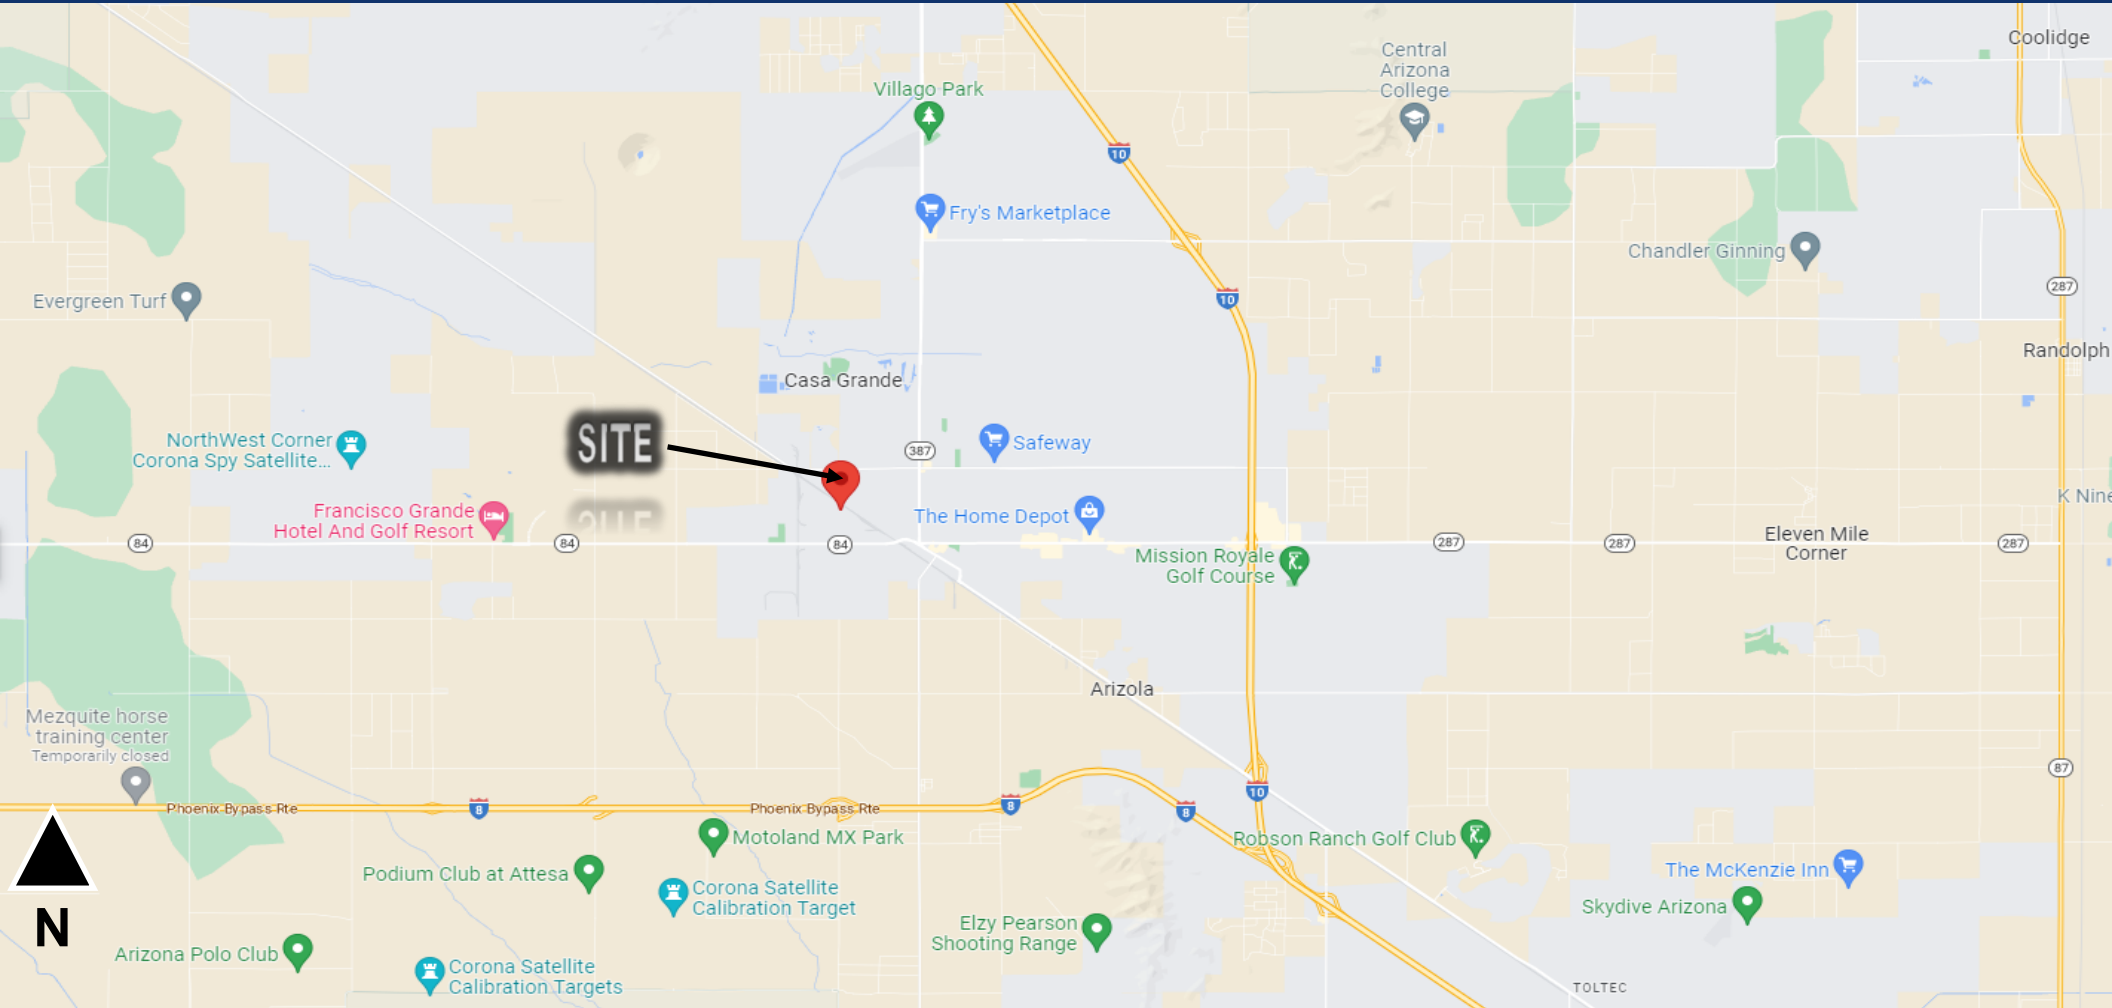 Coolidge
Central
Arizona
College
Villago Park
10
Fry's Marketplace
Chandler Ginning
287
Evergreen Turf
10
Randolph
Casa Grande
SITE
NorthWest Corner
Corona Spy Satellite...
387
Safeway
K Nine
Francisco Grande
Hotel And Golf Resort
The Home Depot
84
84
84
287
287
Eleven Mile
Corner
287
Mission Royale
Golf Course
Arizola
Mezquite horse
training center
Temporarily closed
87
10
Phoenix Bypass Rte
8
Phoenix Bypass Rte
8
8
Motoland MX Park
Robson Ranch Golf Club
Podium Club at Attesa
The McKenzie Inn
Corona Satellite
Calibration Target
Skydive Arizona
N
Elzy Pearson
Shooting Range
Arizona Polo Club
Corona Satellite
Calibration Targets
TOLTEC